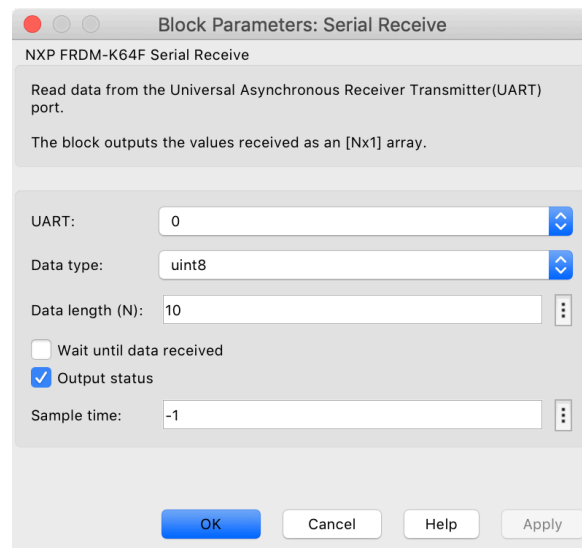 Block Parameters: Serial Receive
NXP FRDM-K64F Serial Receive
Read data from the Universal Asynchronous Receiver Transmitter(UART)
port.
The block outputs the values received as an [Nx1] array.
UART: 0
Data type: uint8
Data length (N): 10
Wait until data received
Output status
Sample time: -1
OK Cancel Help Apply